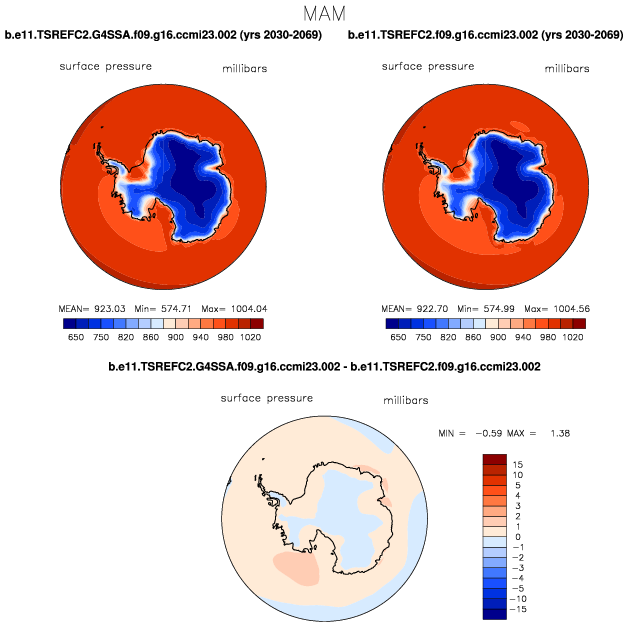 MAM
b.e11.TSREFC2.G4SSA.f09.g16.ccmi23.002 (yrs 2030-2069)
b.e11.TSREFC2.f09.g16.ccmi23.002 (yrs 2030-2069)
surface pressure millibars
surface pressure millibars
MEAN= 923.03 Min= 574.71 Max= 1004.04
MEAN= 922.70 Min= 574.99 Max= 1004.56
650 750 820 860 900 940 980 1020
650 750 820 860 900 940 980 1020
b.e11.TSREFC2.G4SSA.f09.g16.ccmi23.002 - b.e11.TSREFC2.f09.g16.ccmi23.002
surface pressure millibars
MIN = -0.59 MAX = 1.38
15
10
5
4
3
2
1
0
-1
-2
-3
-4
-5
-10
-15